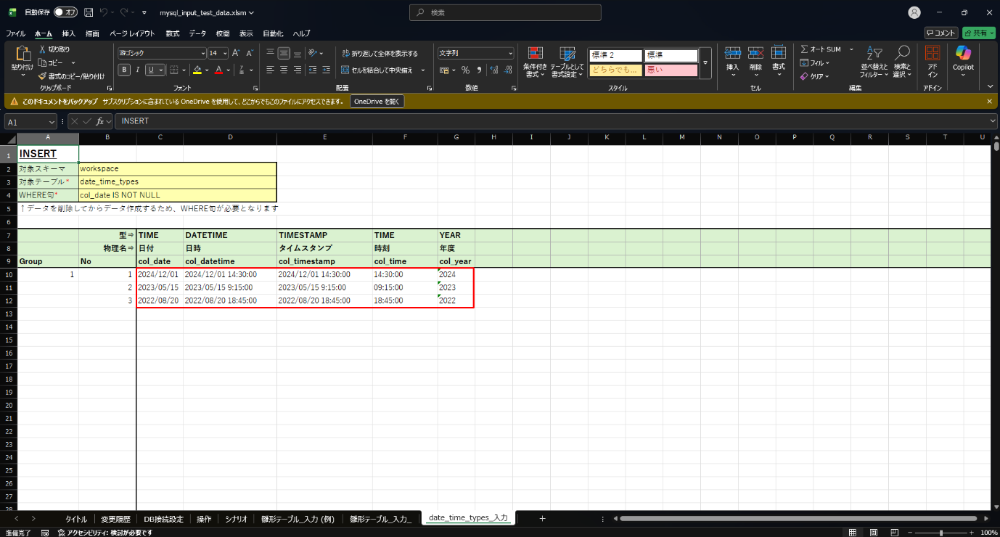 自動保存 オフ mysql_input_test_data.xlsm 検索
ファイル ホーム 挿入 描画 ページ レイアウト 数式 データ 校閲 表示 自動化 ヘルプ コメント 共有
貼り付け 切り取り コピー 書式のコピー/貼り付け
クリップボード
游ゴシック 14 A A
B I U A
フォント
折り返して全体を表示する
セルを結合して中央揃え
配置
文字列
% 9
数値
条件付き書式 テーブルとして書式設定
標準 2 標準
どちらでも... 悪い
スタイル
挿入 削除 書式
セル
Σ オート SUM
フィル
クリア
並べ替えとフィルター 検索と選択
編集
アドイン
アドイン
Copilot
このドキュメントをバックアップ サブスクリプションに含まれている OneDrive を使用して、どこからでもこのファイルにアクセスできます。 OneDrive を開く
A1 fx INSERT
A B C D E F G H I J K L M N O P Q R S T U
1 INSERT
2 対象スキーマ workspace
3 対象テーブル* date_time_types
4 WHERE句* col_date IS NOT NULL
5 ↑データを削除してからデータ作成するため、WHERE句が必要となります
6
7 型⇒ TIME DATETIME TIMESTAMP TIME YEAR
8 物理名⇒ 日付 日時 タイムスタンプ 時刻 年度
9 Group No col_date col_datetime col_timestamp col_time col_year
10 1 1 2024/12/01 2024/12/01 14:30:00 2024/12/01 14:30:00 14:30:00 2024
11 2 2023/05/15 2023/05/15 9:15:00 2023/05/15 9:15:00 09:15:00 2023
12 3 2022/08/20 2022/08/20 18:45:00 2022/08/20 18:45:00 18:45:00 2022
13
14
15
16
17
18
19
20
21
22
23
24
25
26
27
28
タイトル 変更履歴 DB接続設定 操作 シナリオ 雛形テーブル_入力 (例) 雛形テーブル_入力_ date_time_types_入力 +
準備完了 アクセシビリティ: 検討が必要です - + 100%